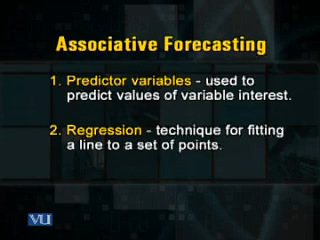 Associative Forecasting
1. Predictor variables - used to
predict values of variable interest.
2. Regression - technique for fitting
a line to a set of points.
VU